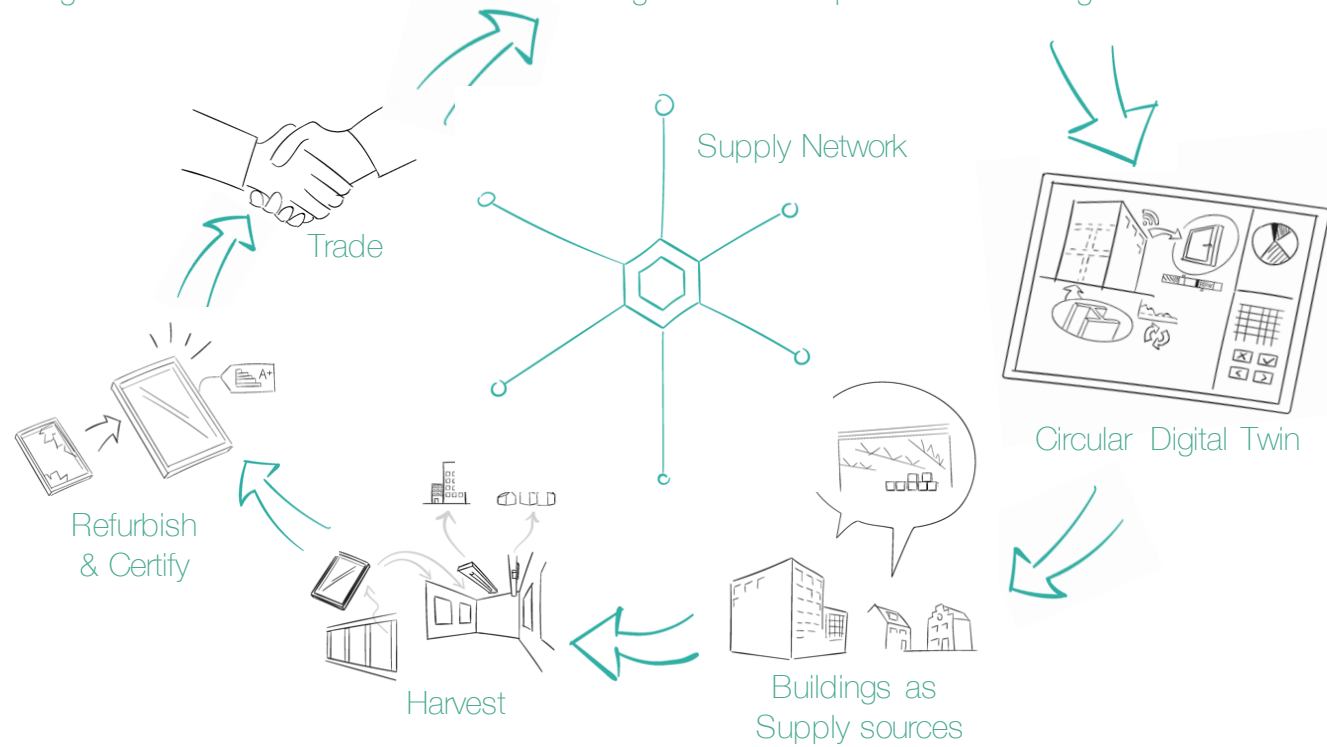 Supply Network
Trade
A+
Circular Digital Twin
Refurbish
& Certify
Harvest
Buildings as
Supply sources